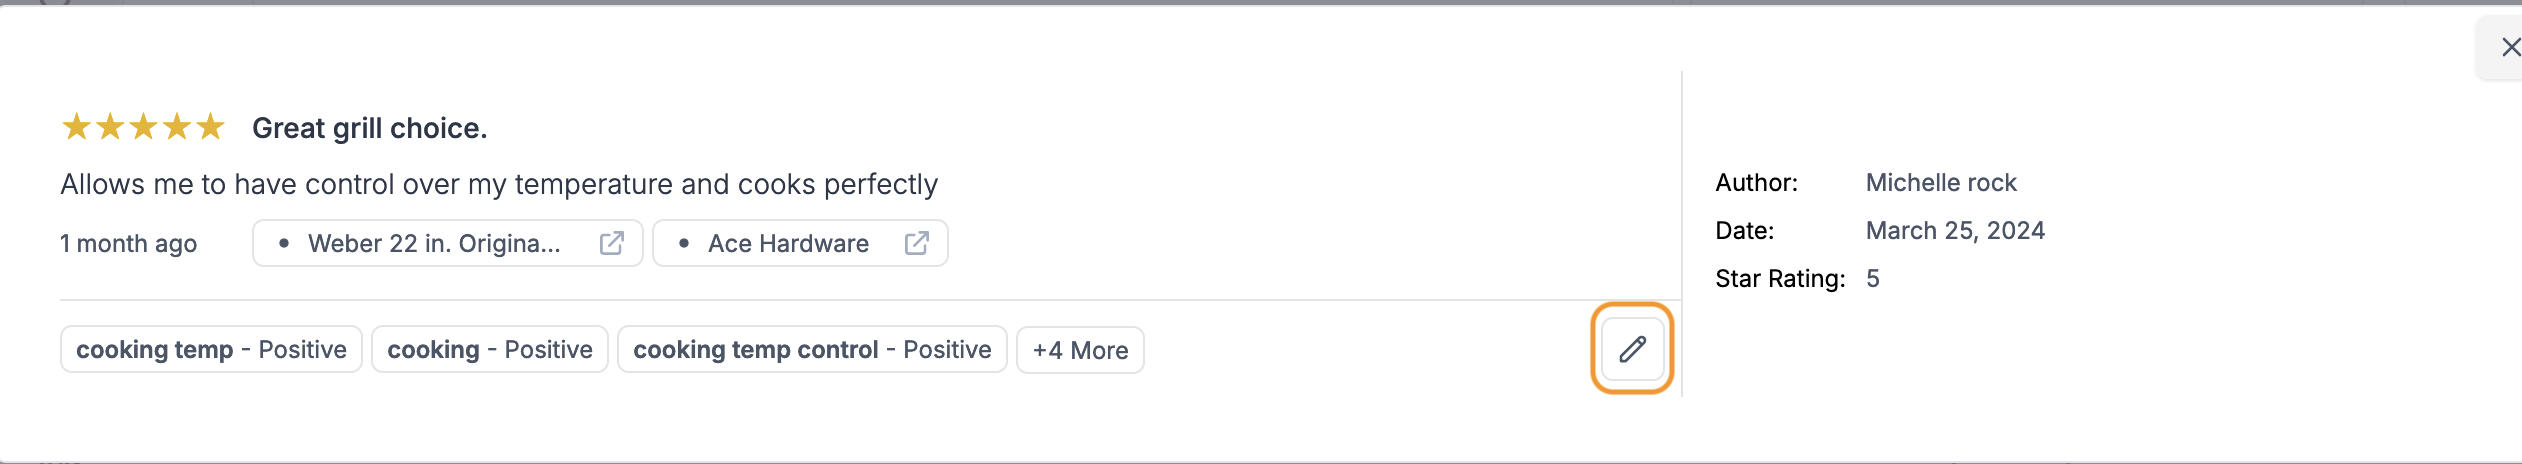 Great grill choice.
Allows me to have control over my temperature and cooks perfectly
1 month ago • Weber 22 in. Origina... • Ace Hardware
cooking temp - Positive cooking - Positive cooking temp control - Positive +4 More
Author: Michelle rock
Date: March 25, 2024
Star Rating: 5